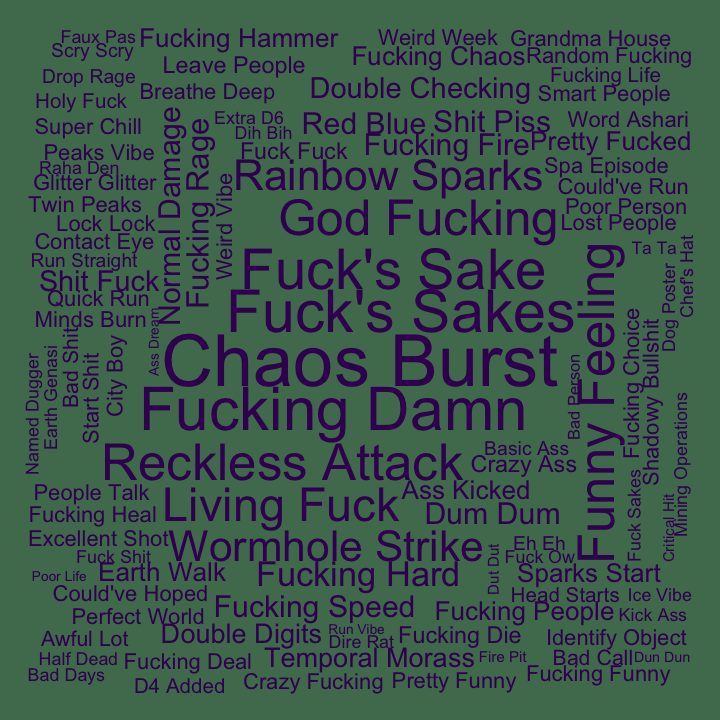 Faux Pas
Fucking Hammer
Weird Week
Grandma House
Scry Scry
Leave People
Fucking Chaos
Random Fucking
Drop Rage
Breathe Deep
Double Checking
Fucking Life
Smart People
Holy Fuck
Normal Damage
Fucking Rage
Extra D6
Red Blue
Shit Piss
Word Ashari
Super Chill
Dih Bih
Fucking Fire
Pretty Fucked
Peaks Vibe
Fuck Fuck
Rainbow Sparks
Spa Episode
Raha Den
Glitter Glitter
Weird Vibe
Could've Run
Twin Peaks
God Fucking
Poor Person
Lock Lock
Lost People
Contact Eye
Funny Feeling
Ta Ta
Chef's Hat
Run Straight
Fuck's Sake
Dog Poster
Shit Fuck
Quick Run
Fuck's Sakes
Minds Burn
Ass Dream
Fucking Choice
Shadowy Bullshit
Named Dugger
Earth Genasi
Bad Shit
Start Shit
City Boy
Chaos Burst
Bad Person
Fucking Damn
Mining Operations
Reckless Attack
Basic Ass
Crazy Ass
People Talk
Living Fuck
Ass Kicked
Fuck Sakes
Critical Hit
Fucking Heal
Dum Dum
Excellent Shot
Wormhole Strike
Eh Eh
Fuck Shit
Dut Dut
Fuck Ow
Poor Life
Earth Walk
Fucking Hard
Sparks Start
Could've Hoped
Head Starts
Ice Vibe
Perfect World
Fucking Speed
Fucking People
Kick Ass
Awful Lot
Double Digits
Run Vibe
Dire Rat
Fucking Die
Identify Object
Half Dead
Fucking Deal
Temporal Morass
Fire Pit
Bad Call
Dun Dun
Bad Days
D4 Added
Crazy Fucking
Pretty Funny
Fucking Funny